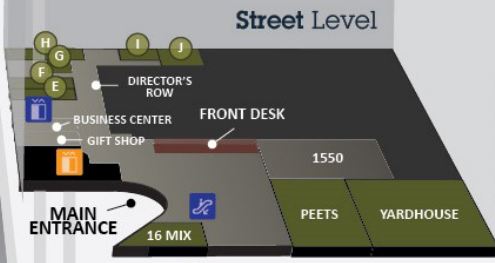 Street Level
H
G
I
J
F
E
DIRECTOR'S
ROW
BUSINESS CENTER
FRONT DESK
GIFT SHOP
1550
MAIN
ENTRANCE
16 MIX
PEETS
YARDHOUSE